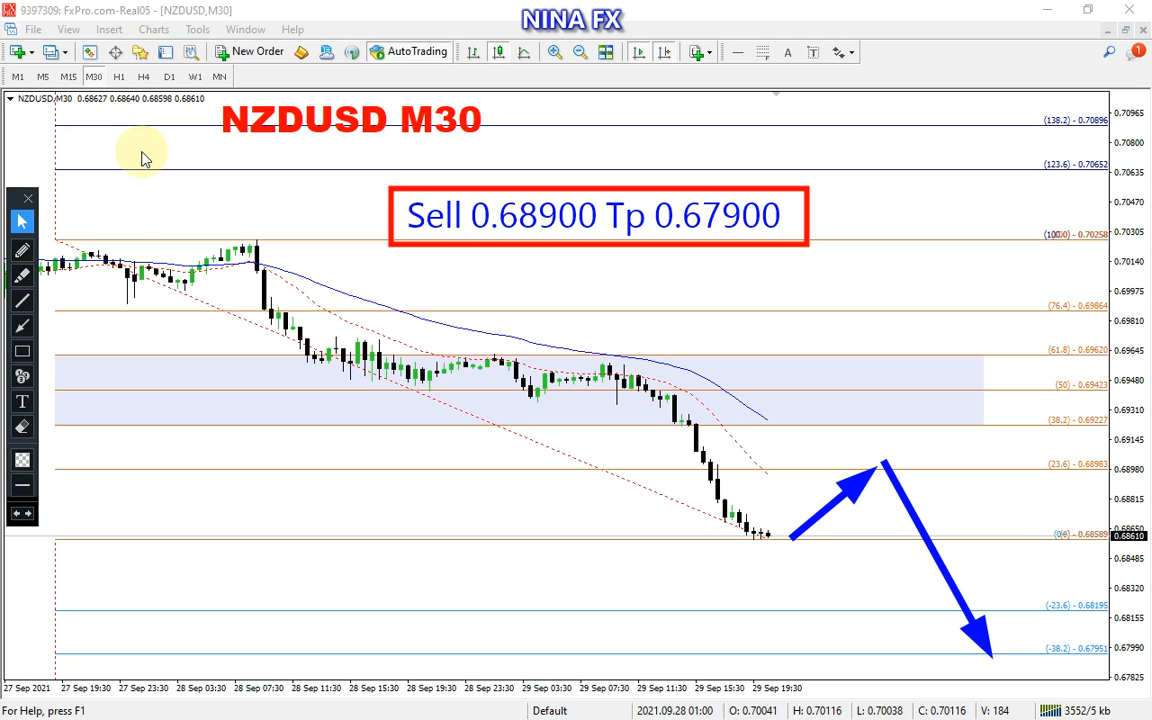 9397309: FxPro.com-Real05 - [NZDUSD,M30]
NINA FX
File View Insert Charts Tools Window Help
New Order AutoTrading 1
M1 M5 M15 M30 H1 H4 D1 W1 MN
NZDUSD,M30 0.68627 0.68640 0.68598 0.68610
NZDUSD M30
Sell 0.68900 Tp 0.67900
(138.2) - 0.70896
(123.6) - 0.70652
0.70258
(76.4) - 0.69864
(61.8) - 0.69620
(50) - 0.69423
(38.2) - 0.69227
(23.6) - 0.68983
0.68589
(-23.6) - 0.68195
(-38.2) - 0.67951
0.70965
0.70800
0.70635
0.70470
0.70305
0.70140
0.69975
0.69810
0.69645
0.69480
0.69310
0.69145
0.68980
0.68815
0.68650
0.68610
0.68485
0.68320
0.68155
0.67990
0.67825
27 Sep 2021 27 Sep 19:30 27 Sep 23:30 28 Sep 03:30 28 Sep 07:30 28 Sep 11:30 28 Sep 15:30 28 Sep 19:30 28 Sep 23:30 29 Sep 03:30 29 Sep 07:30 29 Sep 11:30 29 Sep 15:30 29 Sep 19:30
For Help, press F1 Default 2021.09.28 01:00 O: 0.70041 H: 0.70116 L: 0.70038 C: 0.70116 V: 184 3552/5 kb